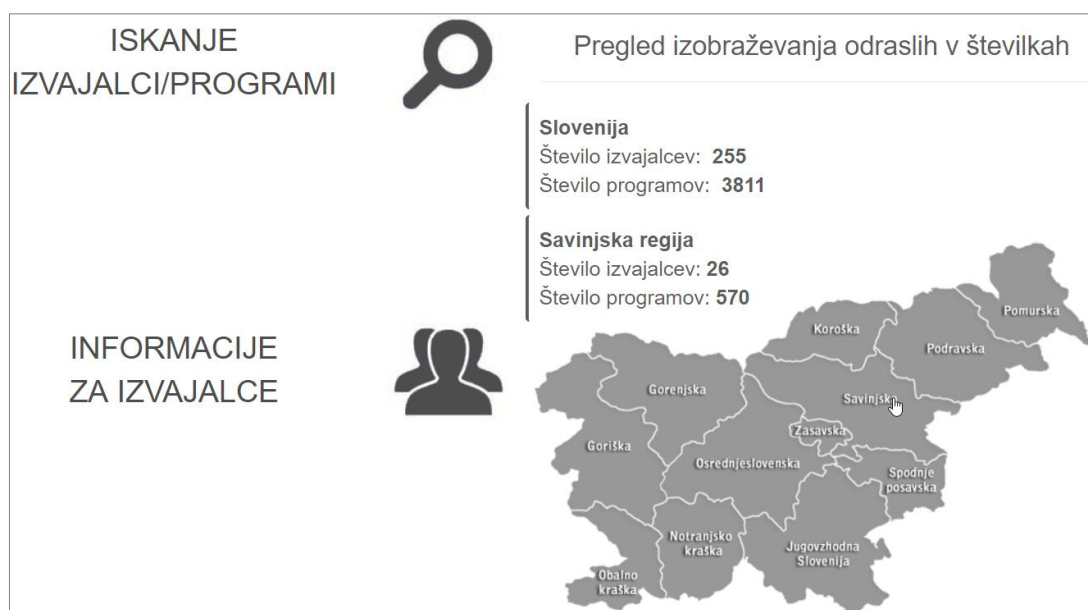 ISKANJE
IZVAJALCI/PROGRAMI
Pregled izobraževanja odraslih v številkah
Slovenija
Število izvajalcev: 255
Število programov: 3811
Savinjska regija
Število izvajalcev: 26
Število programov: 570
INFORMACIJE
ZA IZVAJALCE
Pomurska
Koroška
Podravska
Gorenjska
Savinjska
Zasavska
Goriška
Osrednjeslovenska
Spodnje
posavska
Notranjsko
kraška
Jugovzhodna
Slovenija
Obalno
kraška